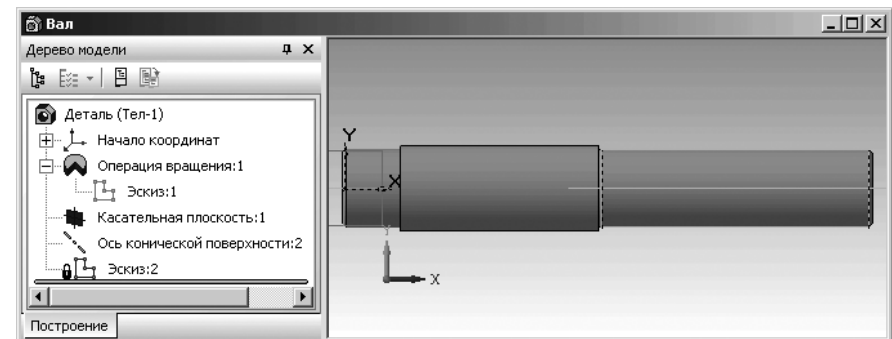 Вал
Дерево модели
Деталь (Тел-1)
Начало координат
Операция вращения:1
Эскиз:1
Касательная плоскость:1
Ось конической поверхности:2
Эскиз:2
Построение
Y
X
Y
X